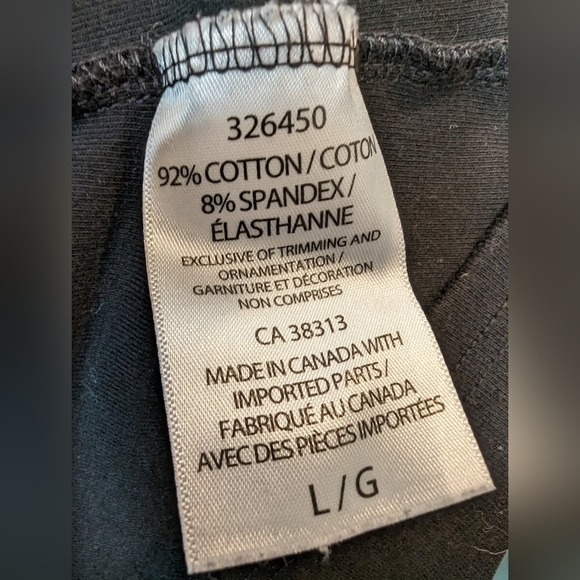 326450
92% COTTON / COTON
8% SPANDEX /
ÉLASTHANNE
EXCLUSIVE OF TRIMMING AND
ORNAMENTATION /
GARNITURE ET DÉCORATION
NON COMPRISES
CA 38313
MADE IN CANADA WITH
IMPORTED PARTS /
FABRIQUÉ AU CANADA
AVEC DES PIÈCES IMPORTÉES
L / G